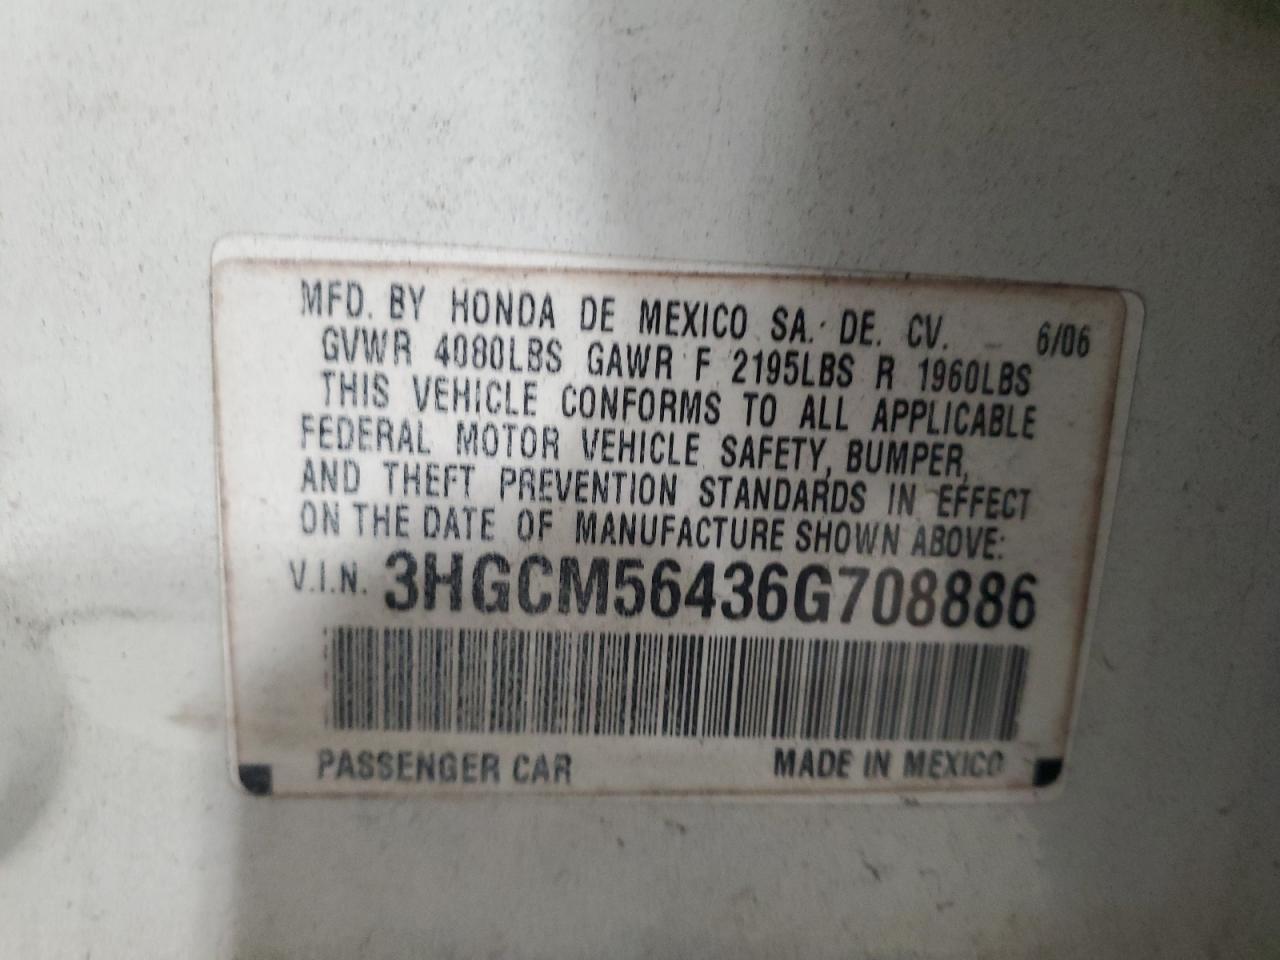 MFD. BY HONDA DE MEXICO SA. DE. CV. 6/06
GVWR 4080LBS GAWR F 2195LBS R 1960LBS
THIS VEHICLE CONFORMS TO ALL APPLICABLE
FEDERAL MOTOR VEHICLE SAFETY, BUMPER,
AND THEFT PREVENTION STANDARDS IN EFFECT
ON THE DATE OF MANUFACTURE SHOWN ABOVE:
V.I.N. 3HGCM56436G708886
PASSENGER CAR MADE IN MEXICO